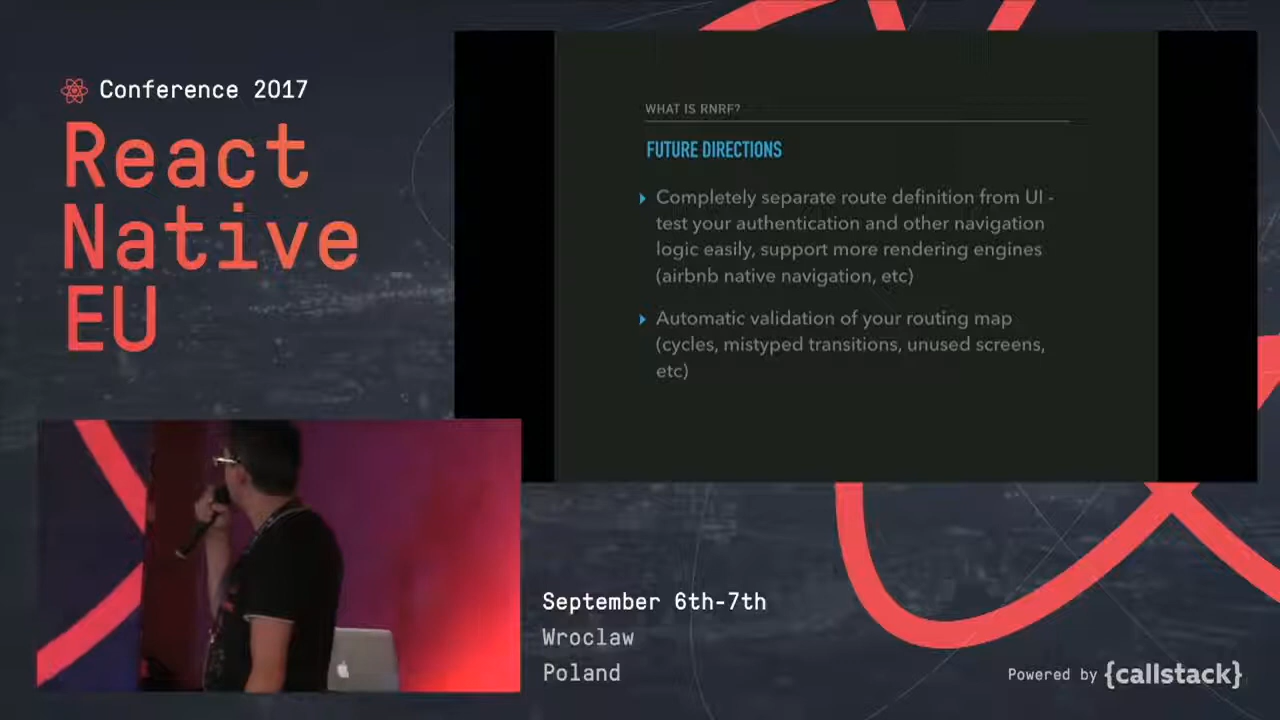 Conference 2017
React
Native
EU
WHAT IS RNRF?
FUTURE DIRECTIONS
Completely separate route definition from UI -
test your authentication and other navigation
logic easily, support more rendering engines
(airbnb native navigation, etc)
Automatic validation of your routing map
(cycles, mistyped transitions, unused screens,
etc)
September 6th-7th
Wroclaw
Poland
Powered by {callstack}